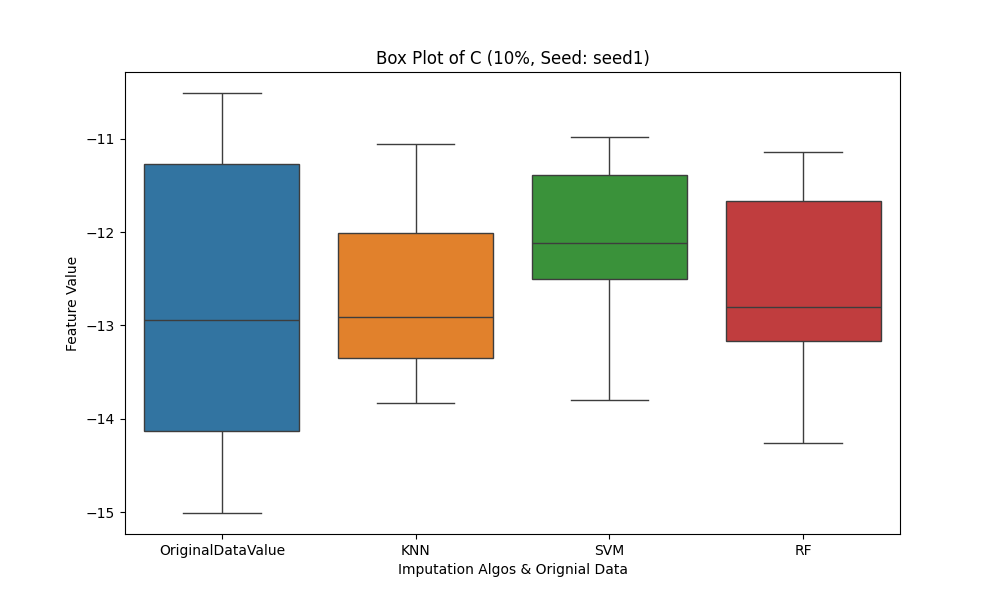 Box Plot of C (10%, Seed: seed1)
Feature Value
−11
−12
−13
−14
−15
OriginalDataValue KNN SVM RF
Imputation Algos & Orignial Data